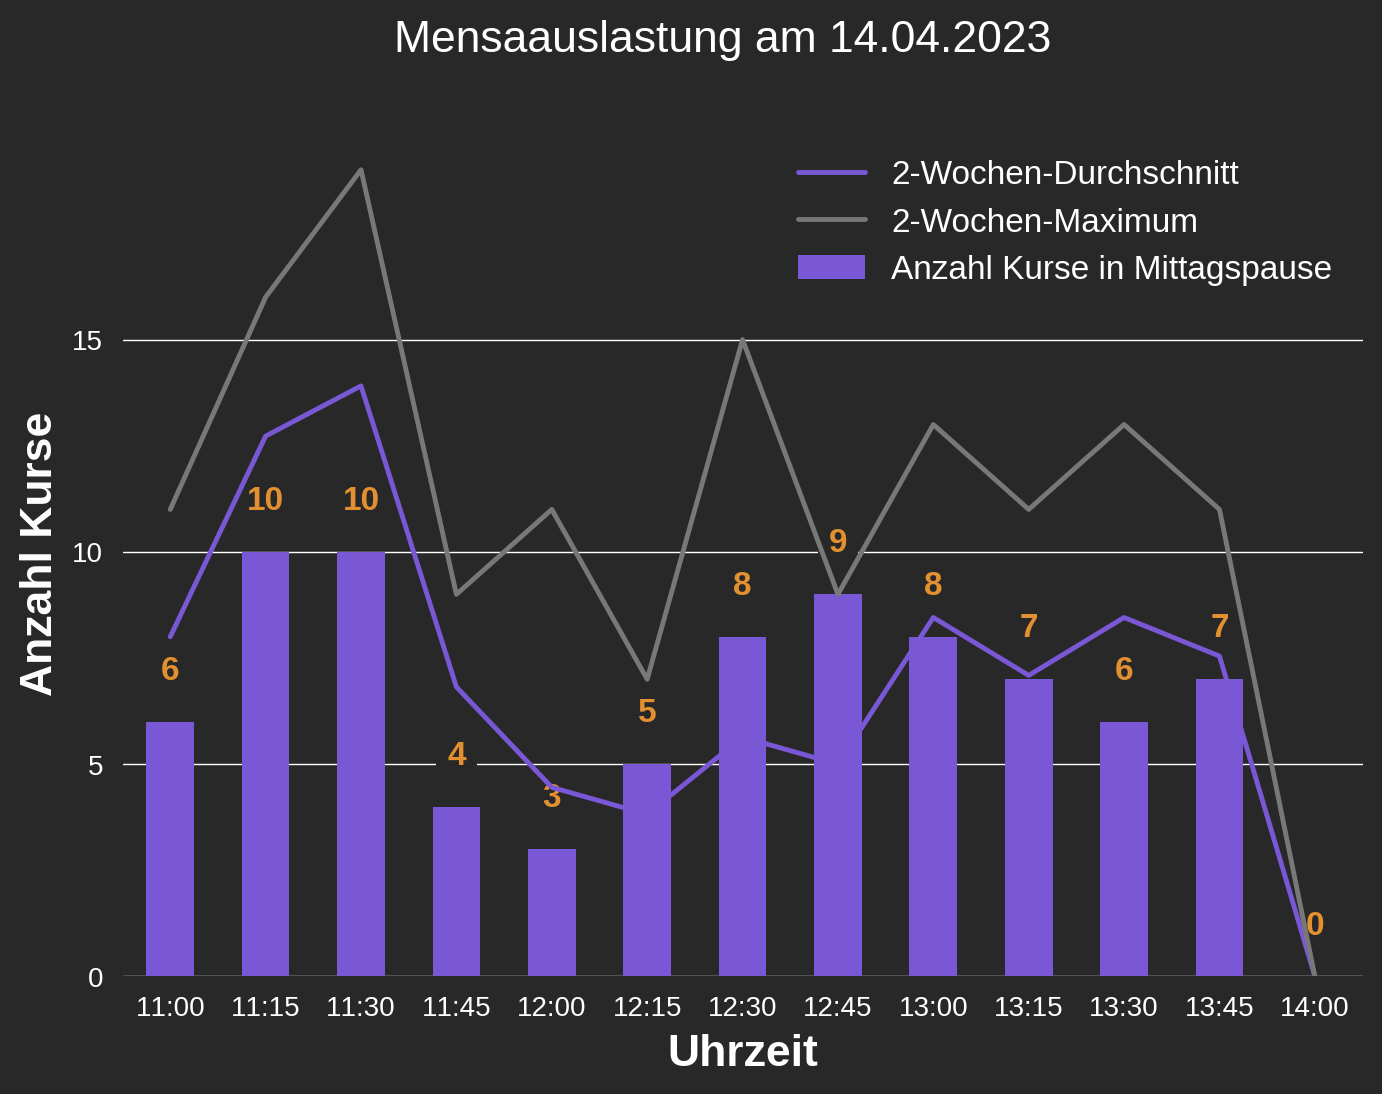 Mensaauslastung am 14.04.2023
2-Wochen-Durchschnitt
2-Wochen-Maximum
Anzahl Kurse in Mittagspause
Anzahl Kurse
15
10
5
0
6
10
10
4
3
5
8
9
8
7
6
7
0
11:00 11:15 11:30 11:45 12:00 12:15 12:30 12:45 13:00 13:15 13:30 13:45 14:00
Uhrzeit